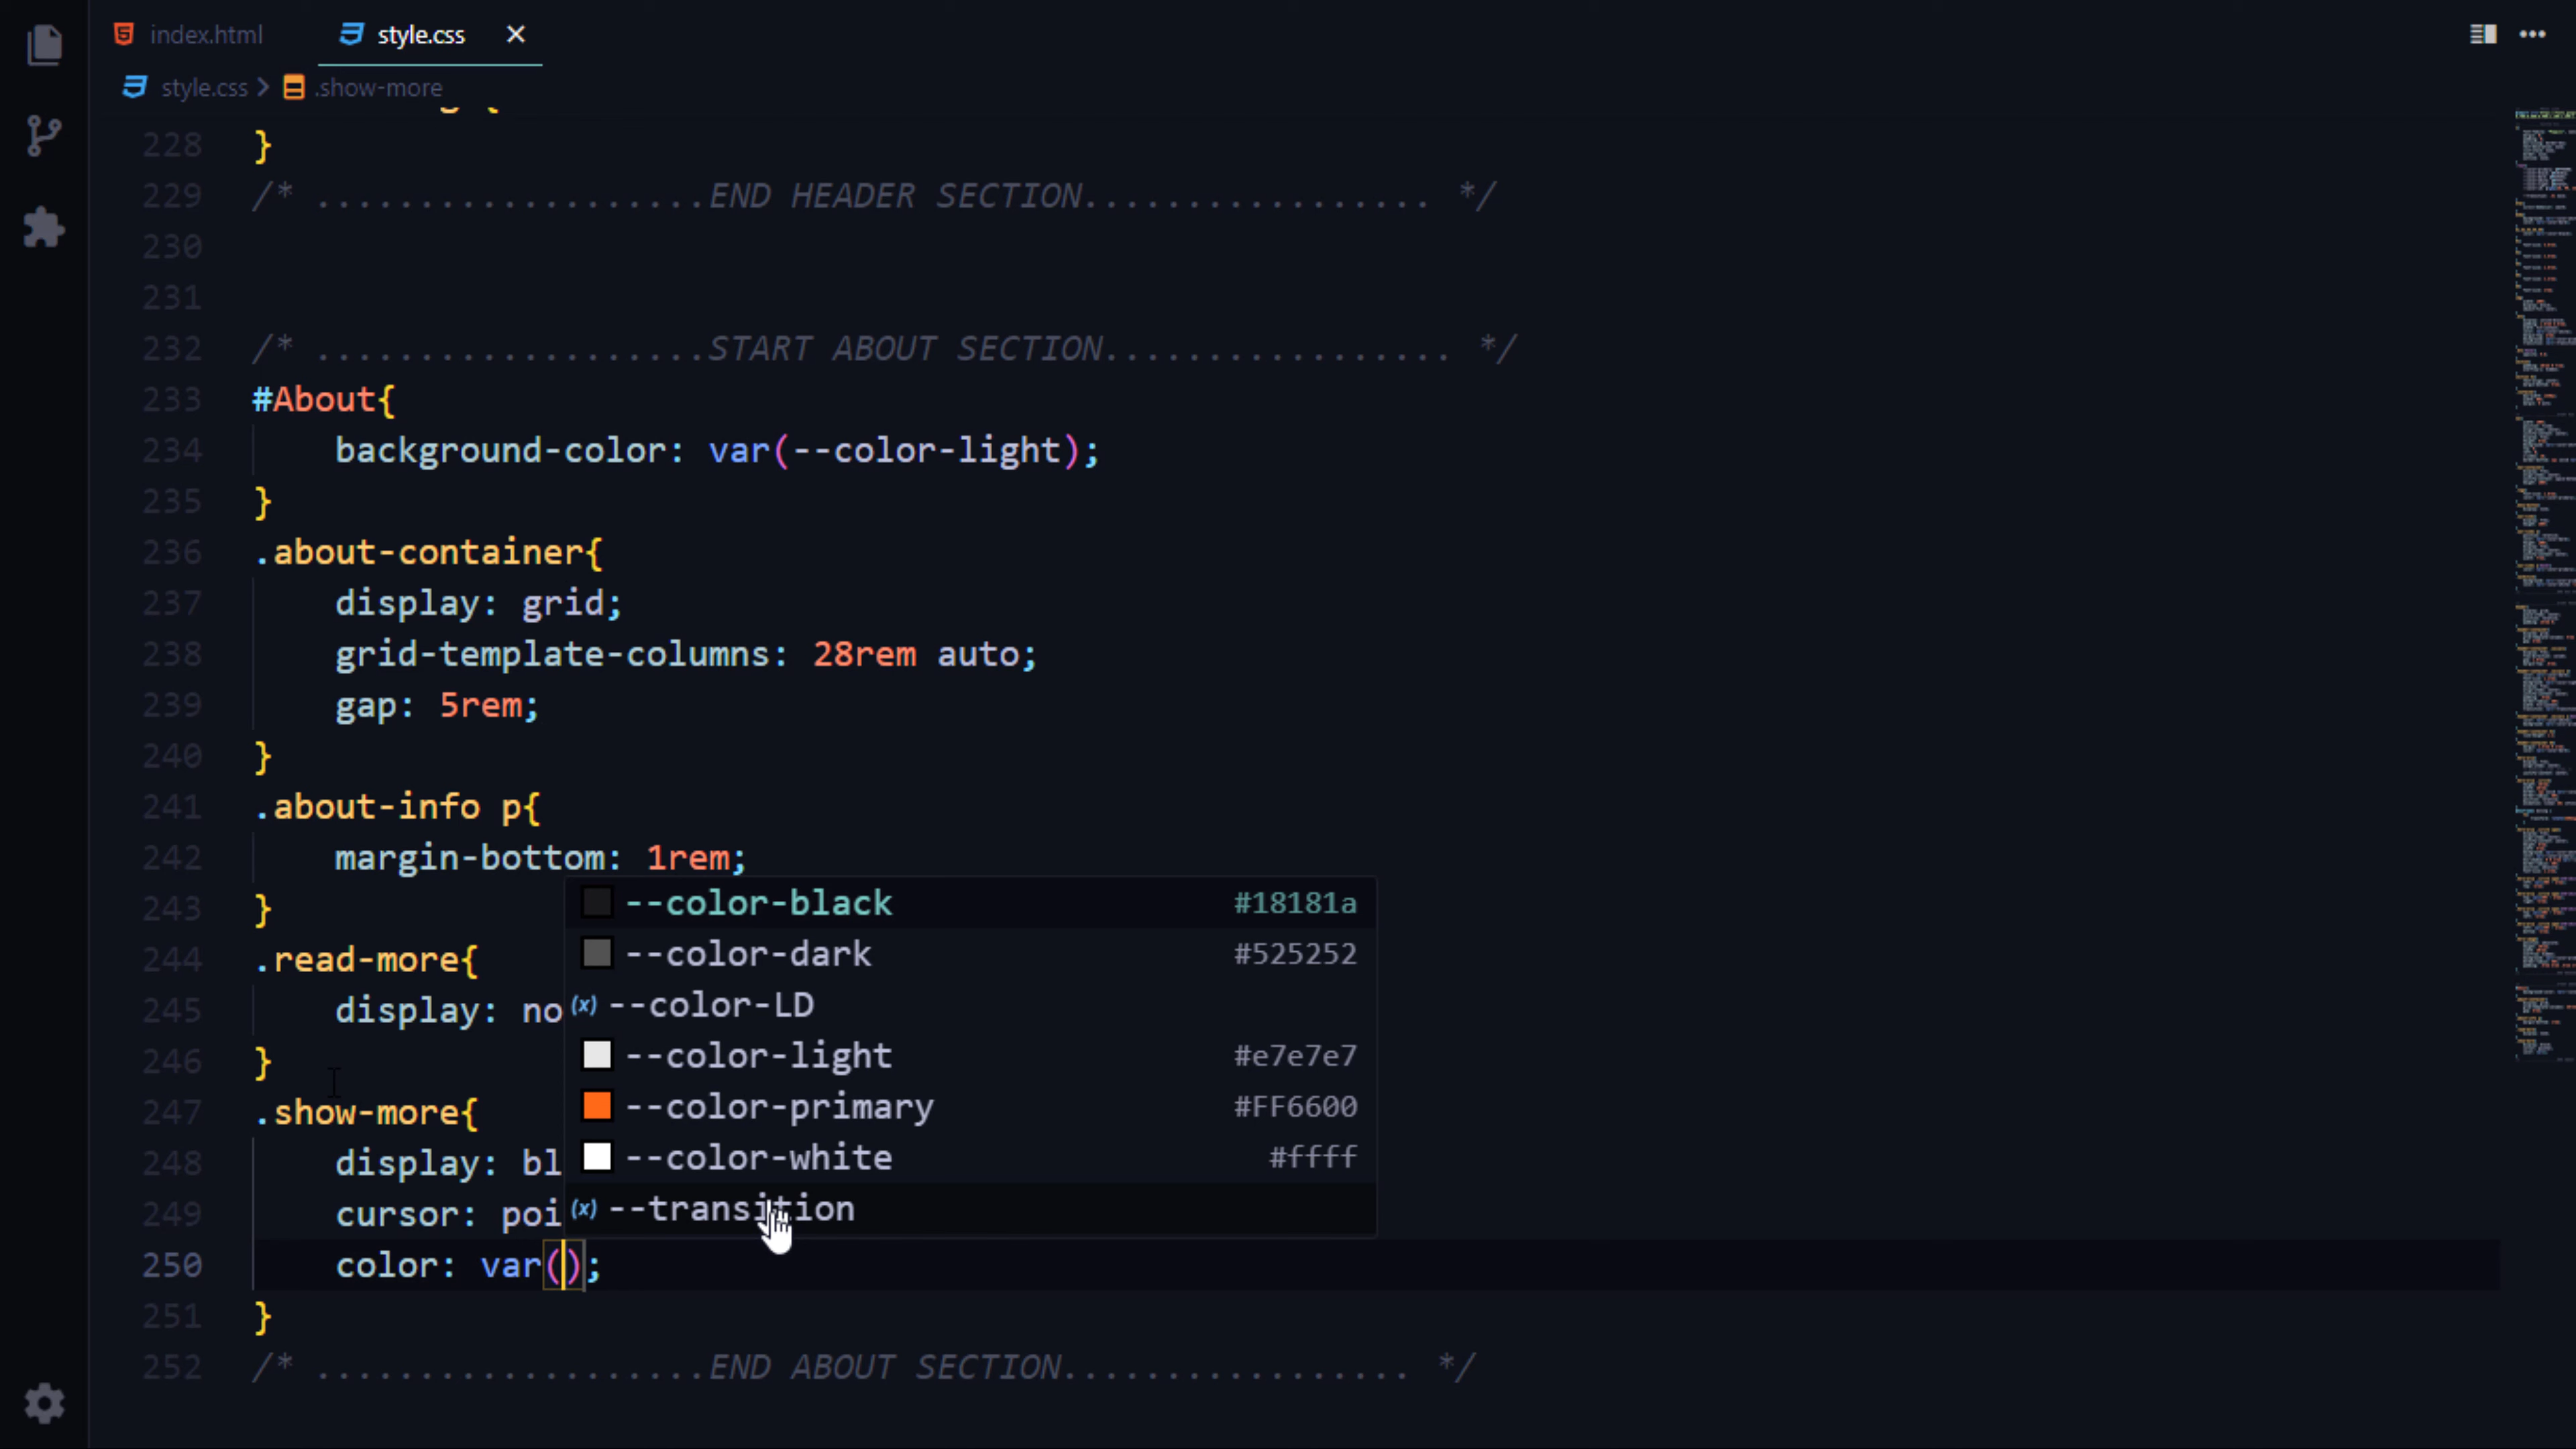 index.html style.css
style.css > .show-more
228 }
229 /* ...................END HEADER SECTION................. */
230
231
232 /* ...................START ABOUT SECTION................. */
233 #About{
234 background-color: var(--color-light);
235 }
236 .about-container{
237 display: grid;
238 grid-template-columns: 28rem auto;
239 gap: 5rem;
240 }
241 .about-info p{
242 margin-bottom: 1rem;
243 }
244 .read-more{
245 display: no
246 }
247 .show-more{
248 display: bl
249 cursor: poi
250 color: var();
251 }
252 /* ...................END ABOUT SECTION................. */
--color-black #18181a
--color-dark #525252
(x) --color-LD
--color-light #e7e7e7
--color-primary #FF6600
--color-white #ffff
(x) --transition